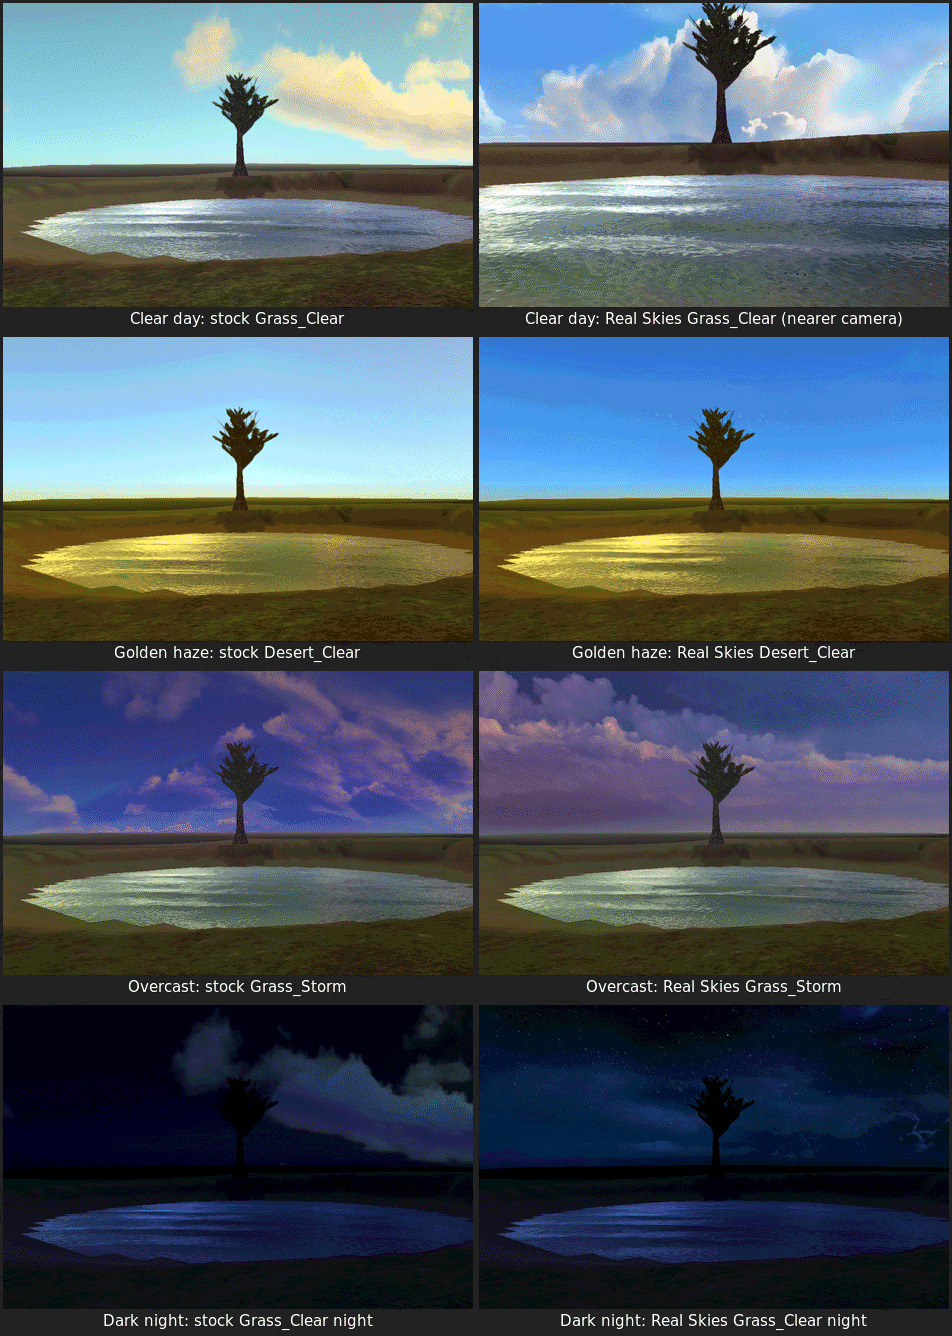 Clear day: stock Grass_Clear
Clear day: Real Skies Grass_Clear (nearer camera)
Golden haze: stock Desert_Clear
Golden haze: Real Skies Desert_Clear
Overcast: stock Grass_Storm
Overcast: Real Skies Grass_Storm
Dark night: stock Grass_Clear night
Dark night: Real Skies Grass_Clear night